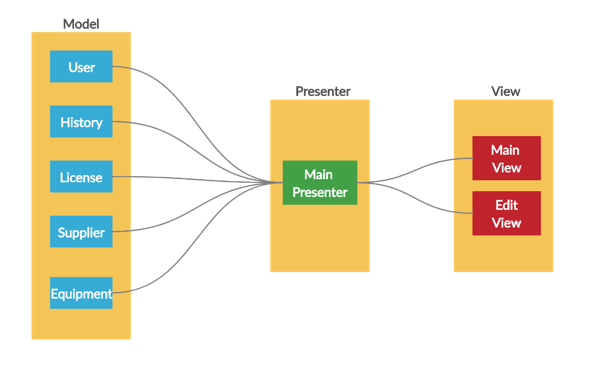 Model
User
History
License
Supplier
Equipment
Presenter
Main
Presenter
View
Main
View
Edit
View